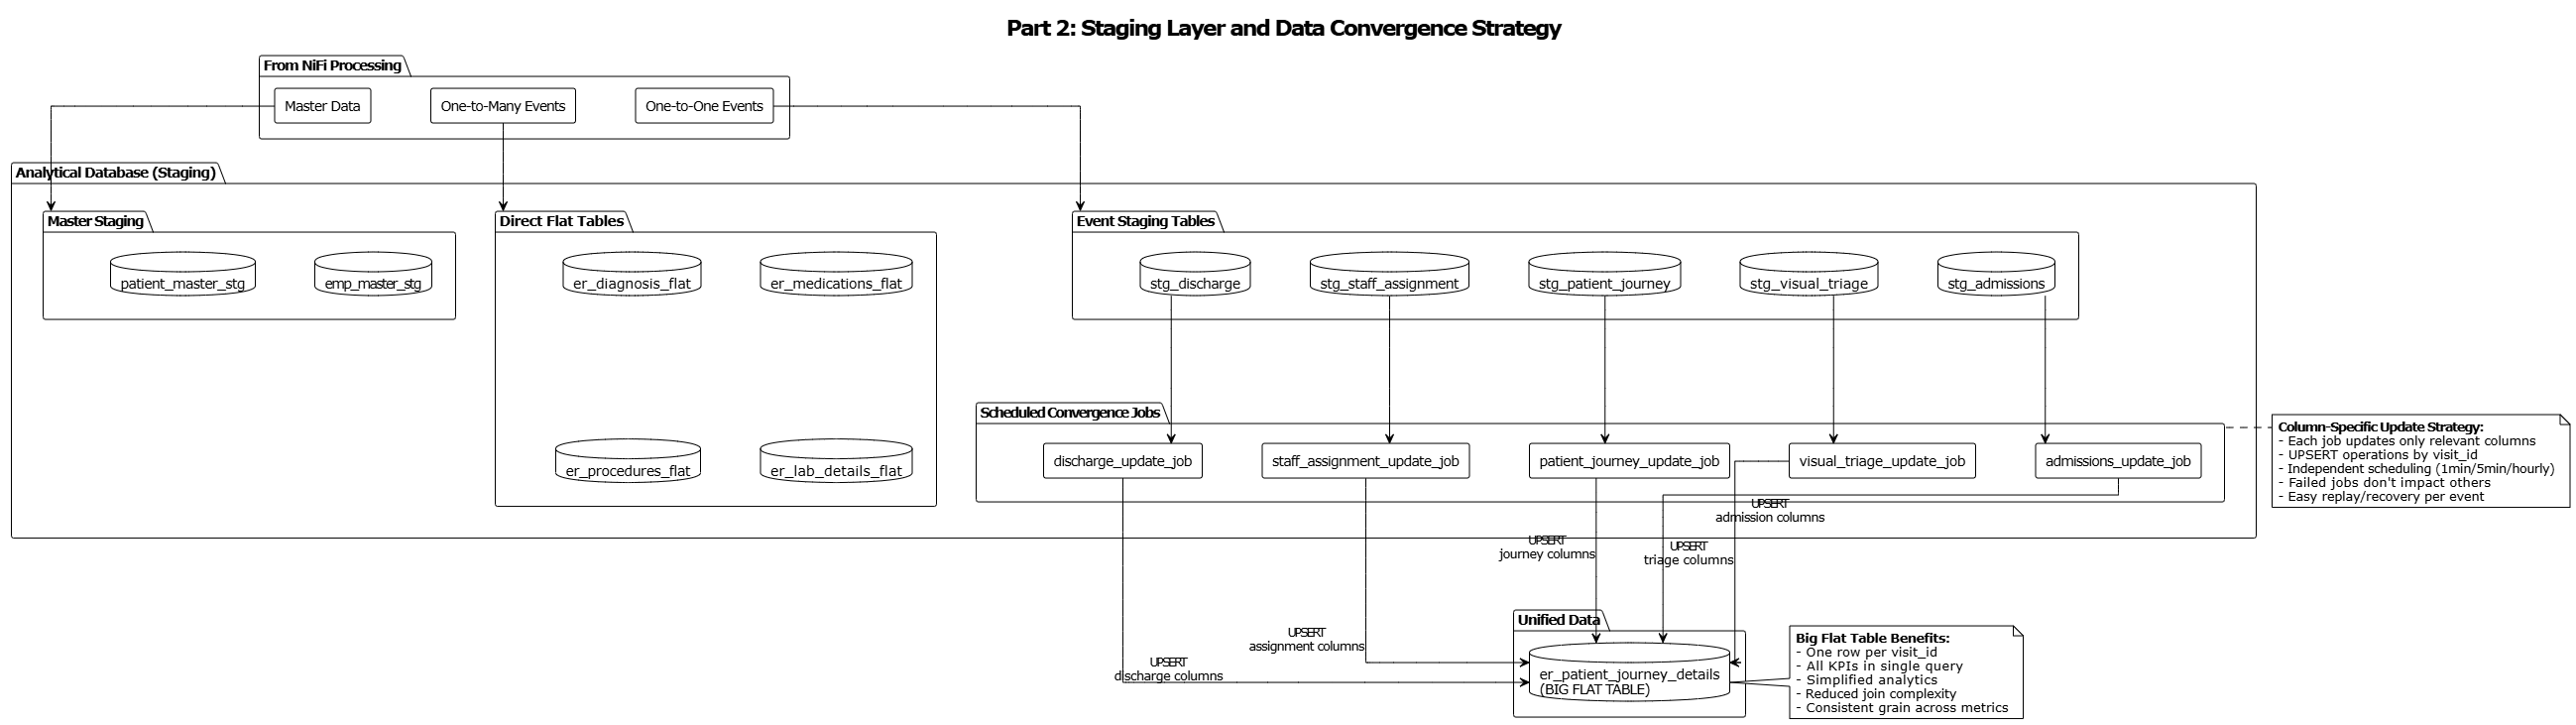 Part 2: Staging Layer and Data Convergence Strategy
From NiFi Processing
Master Data
One-to-Many Events
One-to-One Events
Analytical Database (Staging)
Master Staging
patient_master_stg
emp_master_stg
Direct Flat Tables
er_diagnosis_flat
er_medications_flat
er_procedures_flat
er_lab_details_flat
Event Staging Tables
stg_discharge
stg_staff_assignment
stg_patient_journey
stg_visual_triage
stg_admissions
Scheduled Convergence Jobs
discharge_update_job
staff_assignment_update_job
patient_journey_update_job
visual_triage_update_job
admissions_update_job
Column-Specific Update Strategy:
- Each job updates only relevant columns
- UPSERT operations by visit_id
- Independent scheduling (1min/5min/hourly)
- Failed jobs don't impact others
- Easy replay/recovery per event
UPSERT
admission columns
UPSERT
journey columns
UPSERT
triage columns
UPSERT
assignment columns
UPSERT
discharge columns
Unified Data
er_patient_journey_details
(BIG FLAT TABLE)
Big Flat Table Benefits:
- One row per visit_id
- All KPIs in single query
- Simplified analytics
- Reduced join complexity
- Consistent grain across metrics